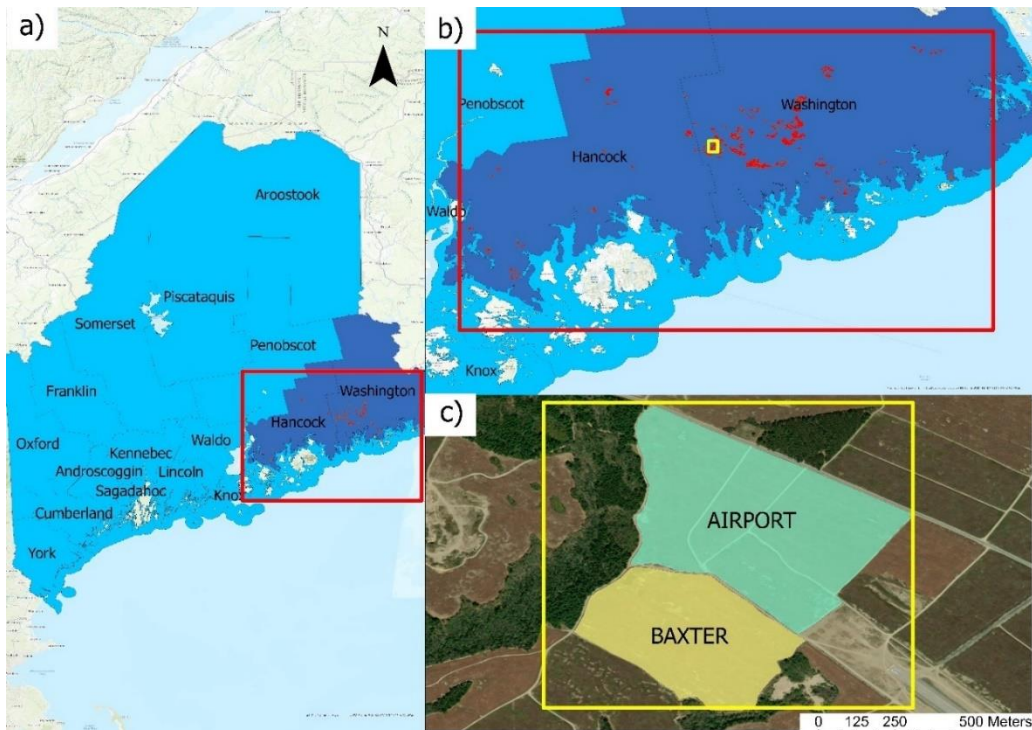 a)
N
Aroostook
Piscataquis
Somerset
Penobscot
Franklin
Washington
Hancock
Oxford
Waldo
Kennebec
Androscoggin
Lincoln
Sagadahoc
Knox
Cumberland
York
b)
Penobscot
Washington
Hancock
Waldo
Knox
c)
AIRPORT
BAXTER
0 125 250 500 Meters